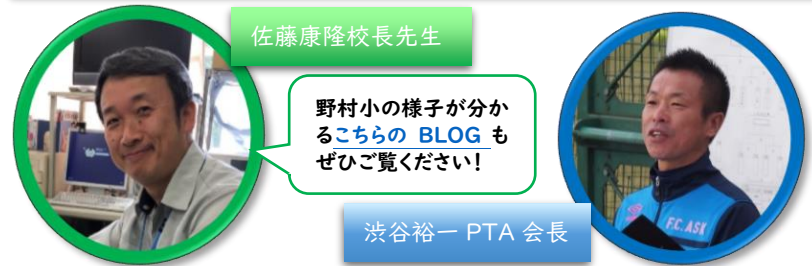 佐藤康隆校長先生
野村小の様子が分か
るこちらの BLOG も
ぜひご覧ください!
渋谷裕一 PTA 会長
F.C. ASK